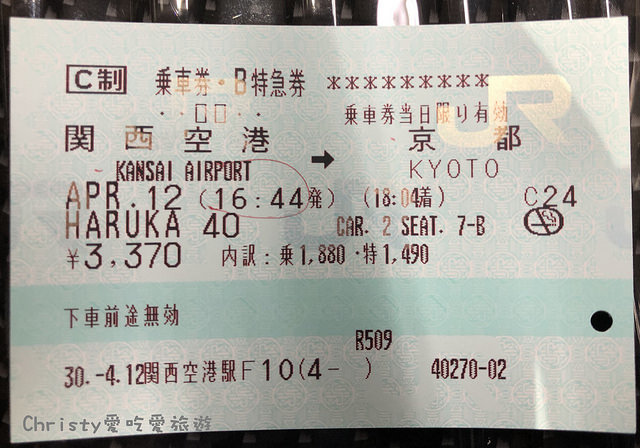 C制 乗車券・B特急券 *********
乗車券当日限り有効
関西空港 → 京都
KANSAI AIRPORT KYOTO
APR.12 (16:44発) (18:04着) C24
HARUKA 40 CAR. 2 SEAT. 7-B
¥3,370 内訳:乗1,880・特1,490
下車前途無効
R509
30.-4.12関西空港駅F10(4- ) 40270-02
JR
Christy愛吃愛旅遊